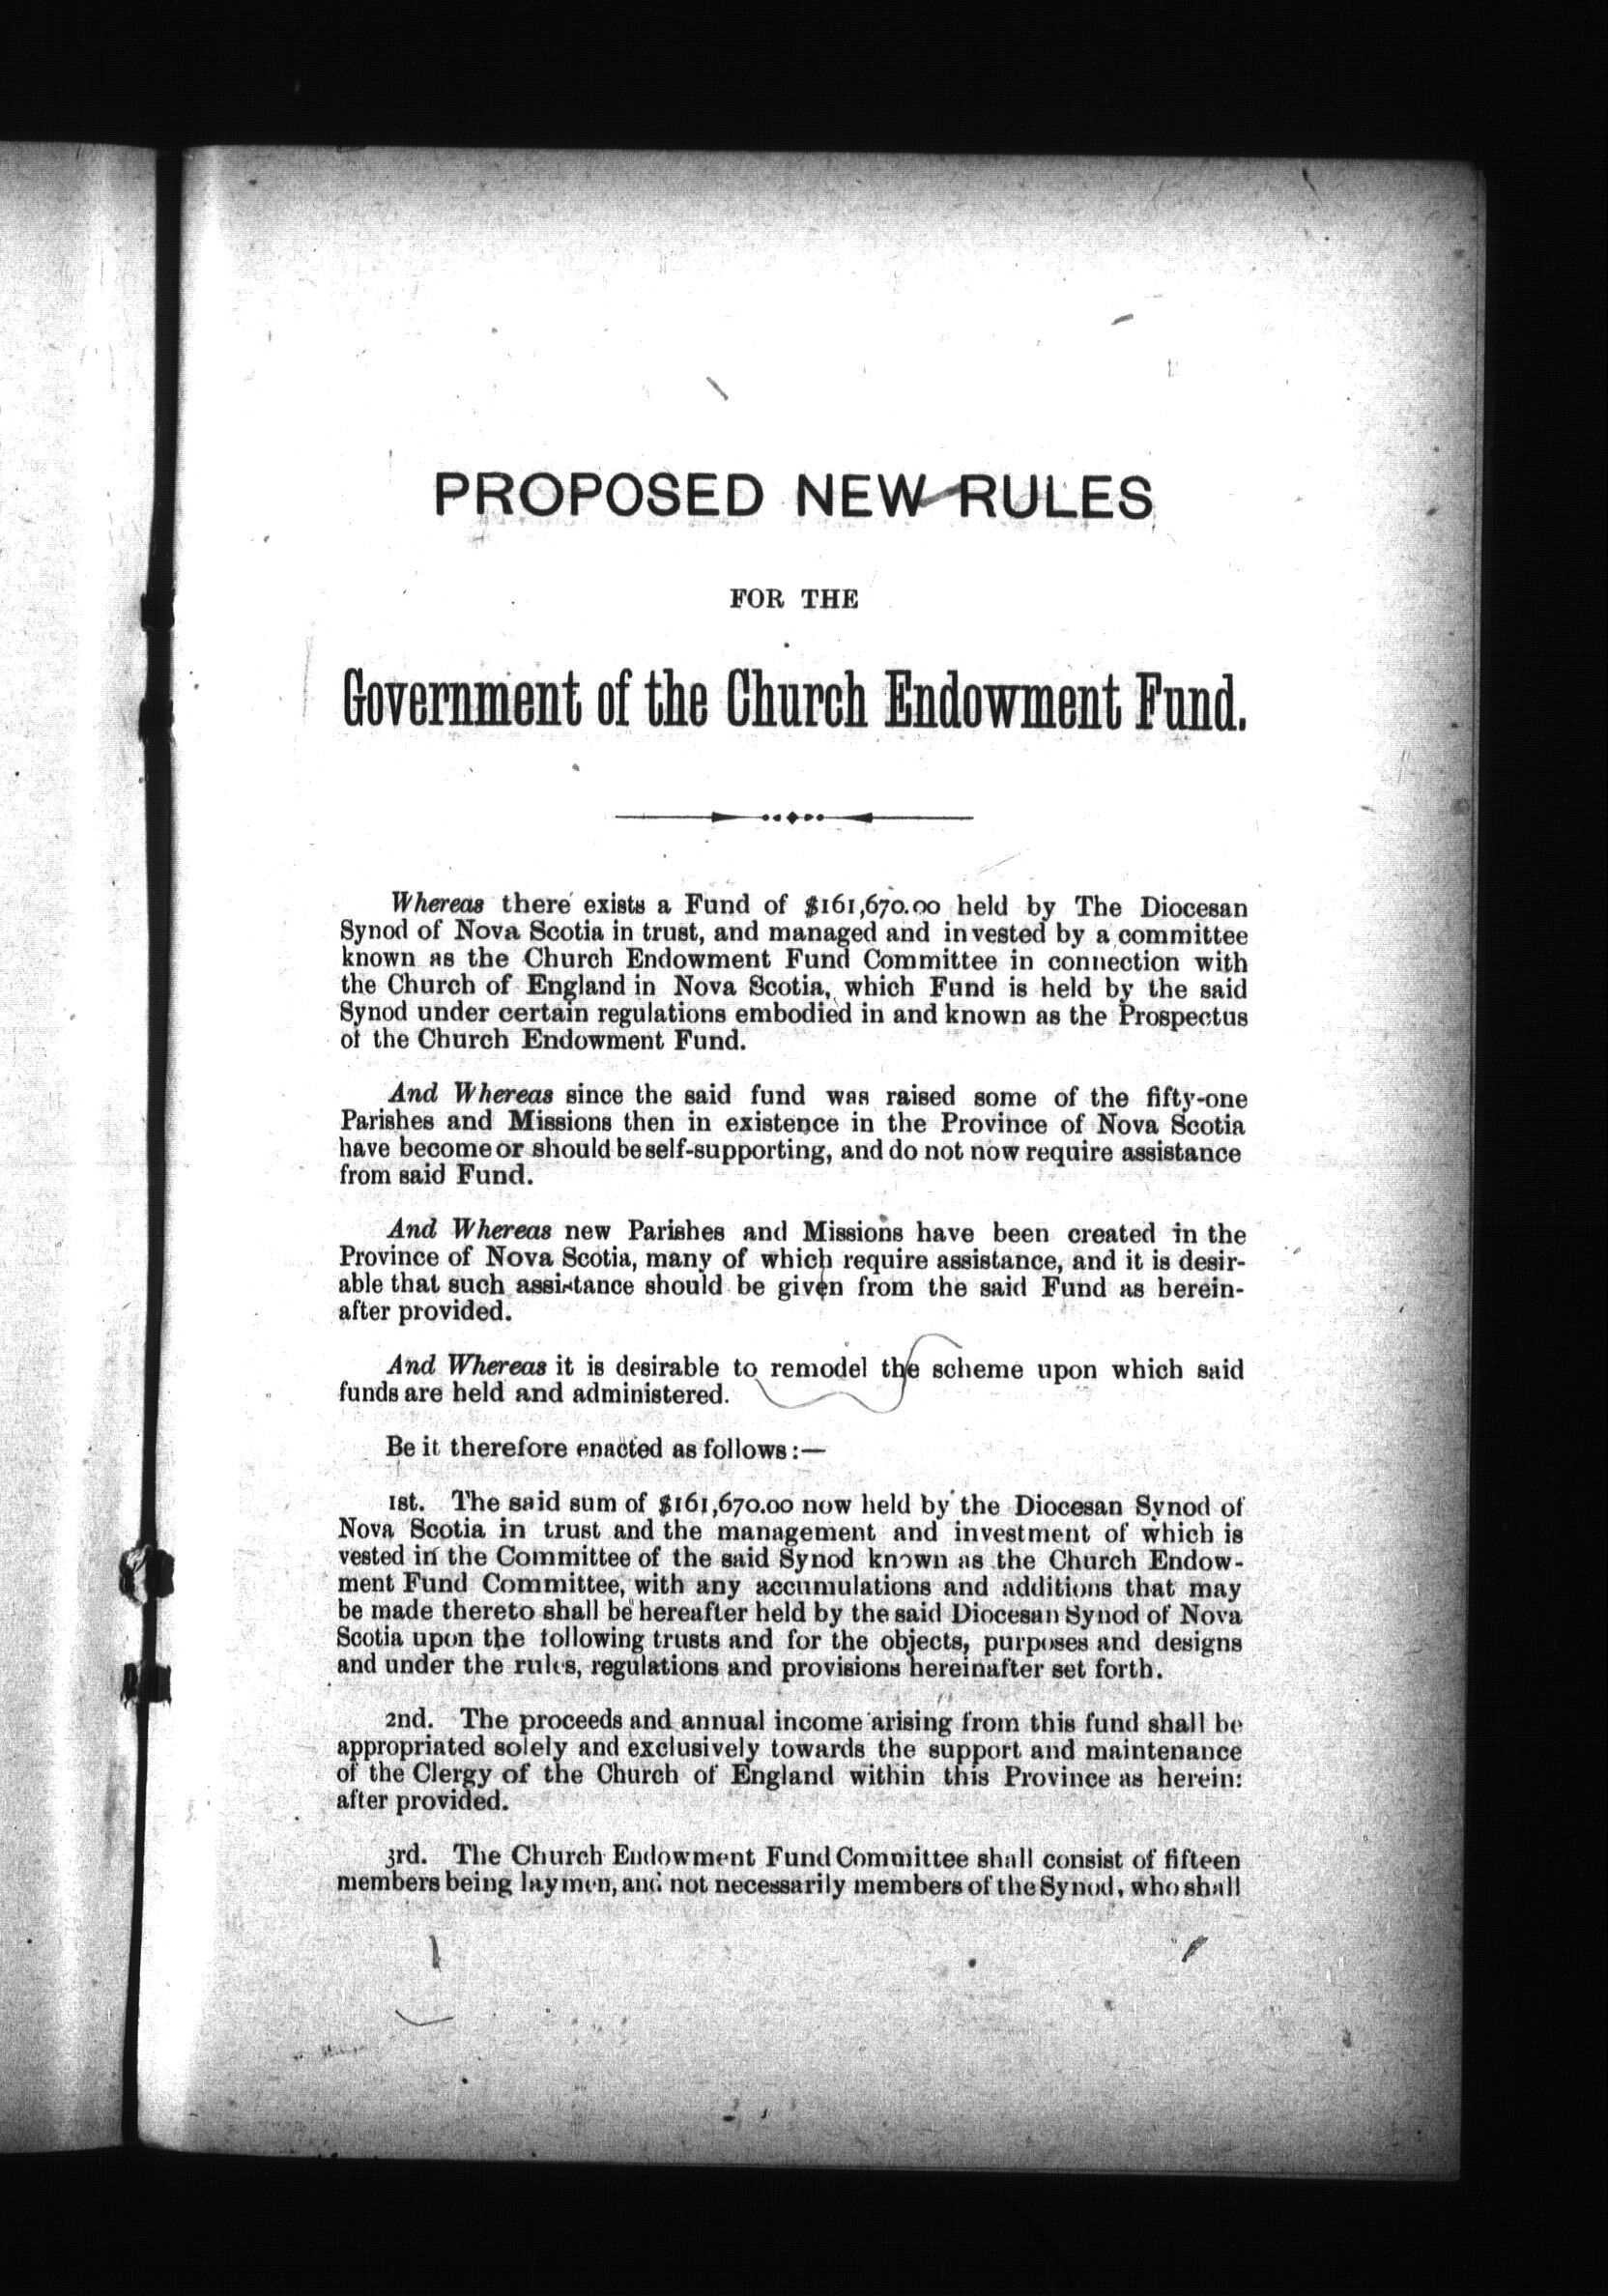 PROPOSED NEW RULES
FOR THE
Government of the Church Endowment Fund.
Whereas there exists a Fund of $161,670.00 held by The Diocesan
Synod of Nova Scotia in trust, and managed and invested by a committee
known as the Church Endowment Fund Committee in connection with
the Church of England in Nova Scotia, which Fund is held by the said
Synod under certain regulations embodied in and known as the Prospectus
of the Church Endowment Fund.
And Whereas since the said fund was raised some of the fifty-one
Parishes and Missions then in existence in the Province of Nova Scotia
have become or should be self-supporting, and do not now require assistance
from said Fund.
And Whereas new Parishes and Missions have been created in the
Province of Nova Scotia, many of which require assistance, and it is desir-
able that such assistance should be given from the said Fund as herein-
after provided.
And Whereas it is desirable to remodel the scheme upon which said
funds are held and administered.
Be it therefore enacted as follows:—
1st. The said sum of $161,670.00 now held by the Diocesan Synod of
Nova Scotia in trust and the management and investment of which is
vested in the Committee of the said Synod known as the Church Endow-
ment Fund Committee, with any accumulations and additions that may
be made thereto shall be hereafter held by the said Diocesan Synod of Nova
Scotia upon the following trusts and for the objects, purposes and designs
and under the rules, regulations and provisions hereinafter set forth.
2nd. The proceeds and annual income arising from this fund shall be
appropriated solely and exclusively towards the support and maintenance
of the Clergy of the Church of England within this Province as herein:
after provided.
3rd. The Church Endowment Fund Committee shall consist of fifteen
members being laymen, and not necessarily members of the Synod, who shall